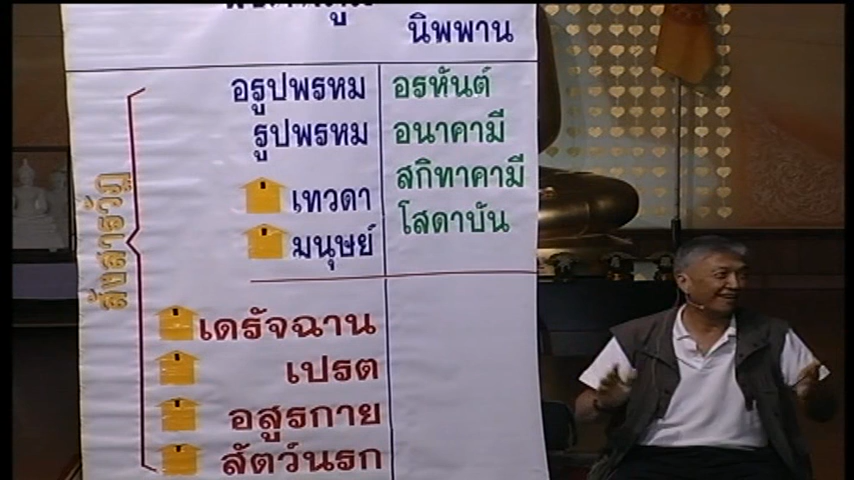 นิพพาน
อรูปพรหม อรหันต์
รูปพรหม อนาคามี
สกิทาคามี
เทวดา
โสดาบัน
มนุษย์
สังสารวัฏ
เดรัจฉาน
เปรต
อสูรกาย
สัตว์นรก